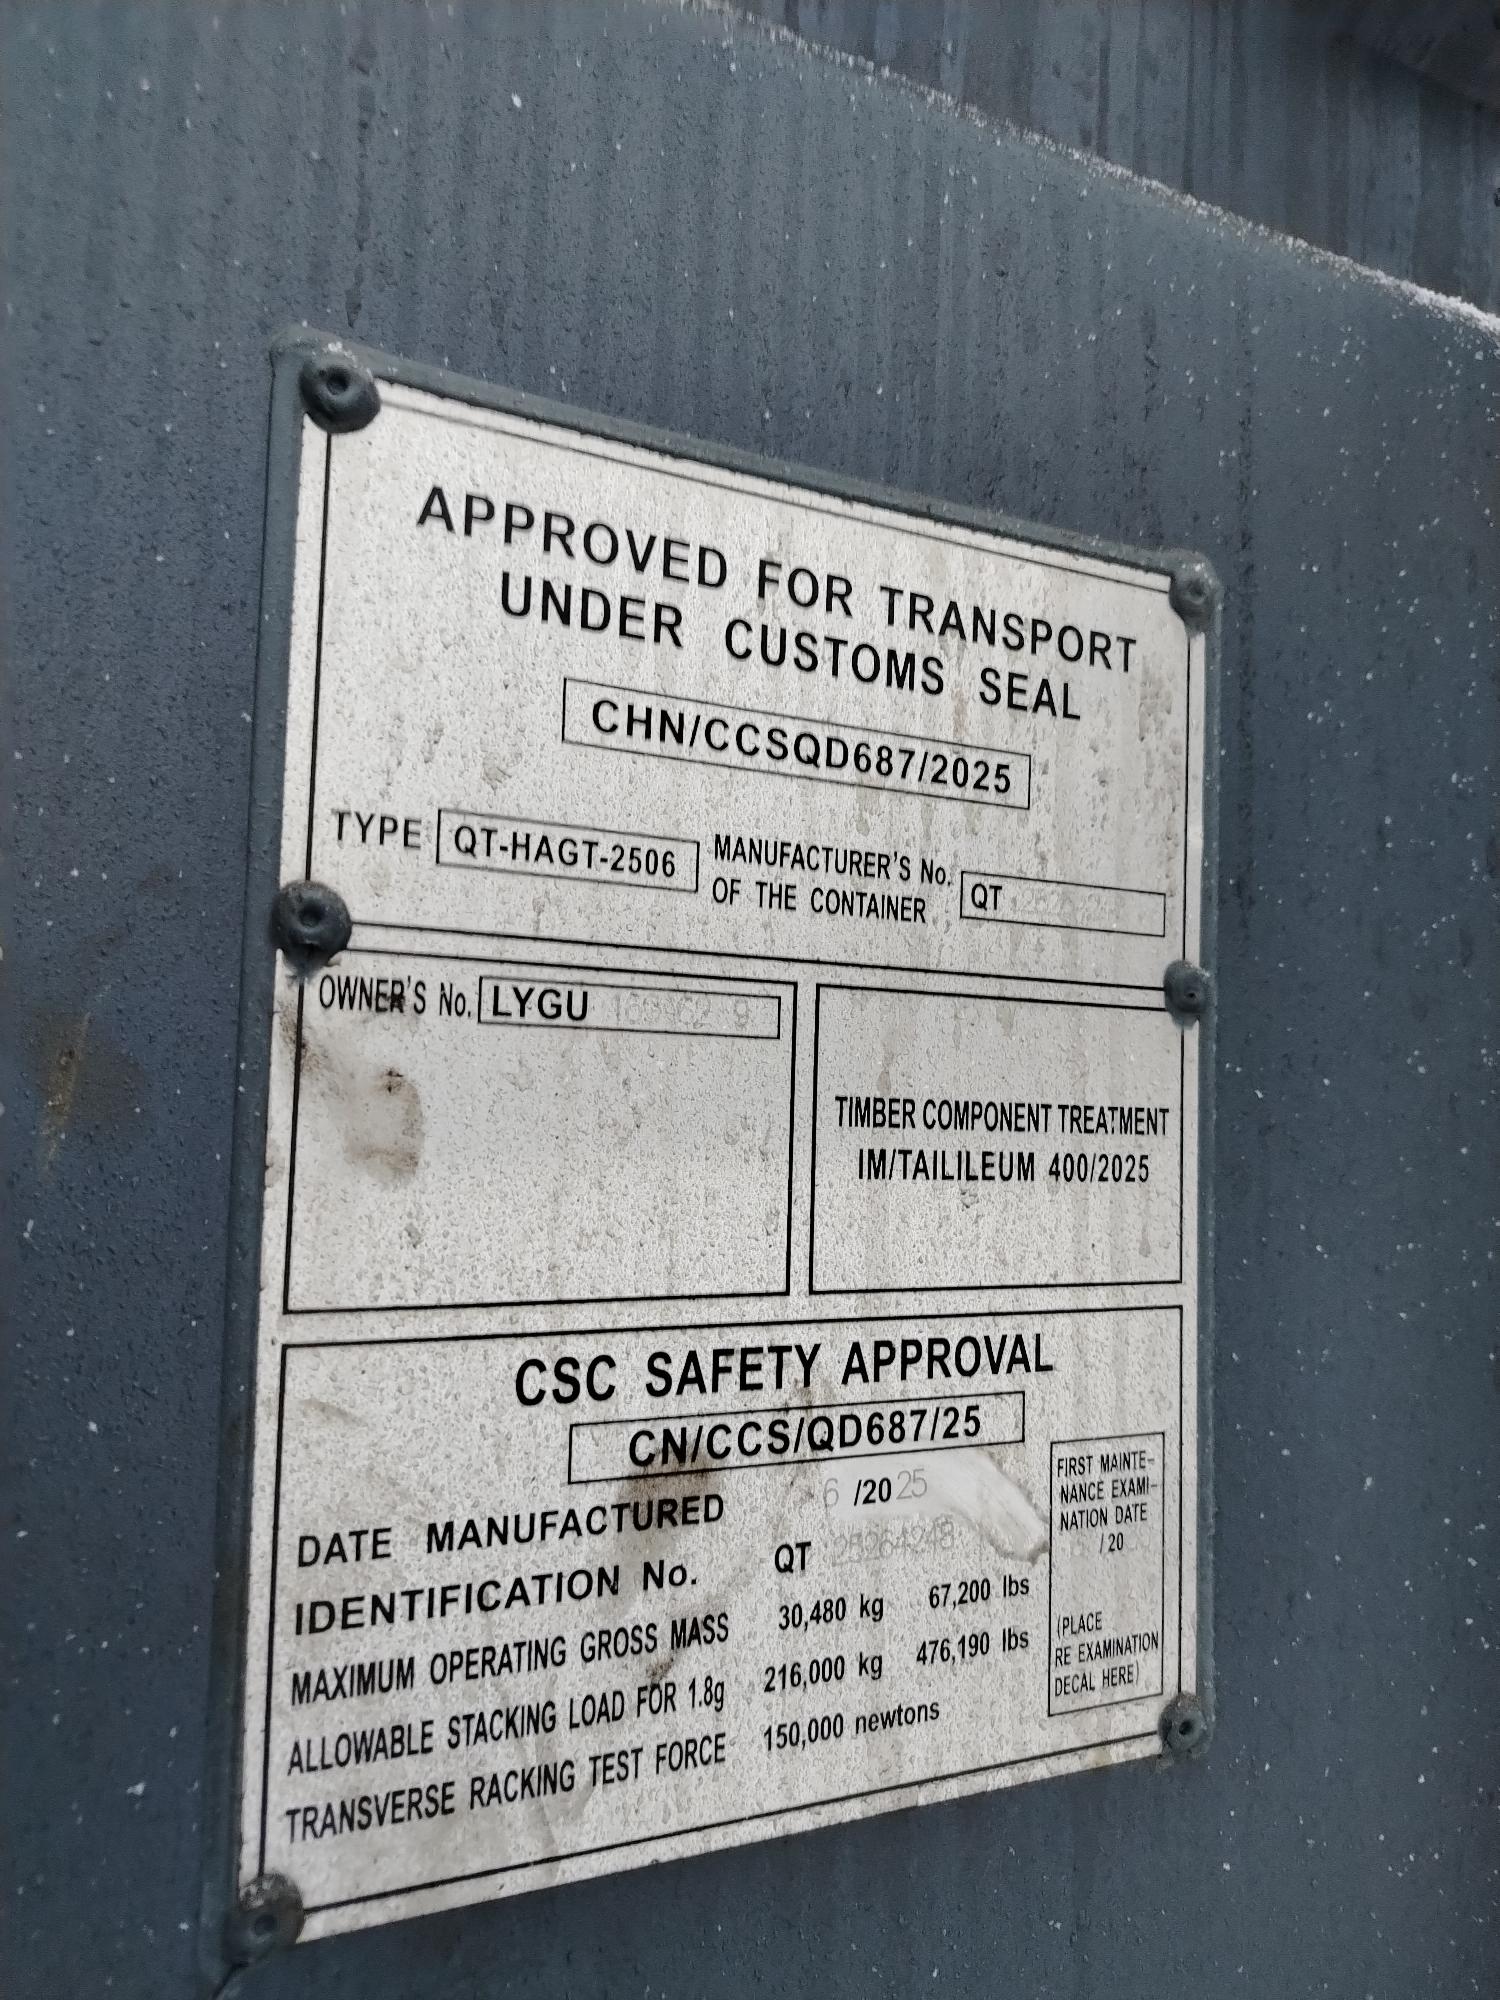 APPROVED FOR TRANSPORT
UNDER CUSTOMS SEAL
CHN/CCSQD687/2025
TYPE QT-HAGT-2506 MANUFACTURER'S No. OF THE CONTAINER QT
OWNER'S No. LYGU
TIMBER COMPONENT TREATMENT
IM/TAILILEUM 400/2025
CSC SAFETY APPROVAL
CN/CCS/QD687/25
DATE MANUFACTURED 6 /2025
IDENTIFICATION No. QT 25264248
MAXIMUM OPERATING GROSS MASS 30,480 kg 67,200 lbs
ALLOWABLE STACKING LOAD FOR 1.8g 216,000 kg 476,190 lbs
TRANSVERSE RACKING TEST FORCE 150,000 newtons
FIRST MAINTE-
NANCE EXAMI-
NATION DATE
/20
(PLACE
RE EXAMINATION
DECAL HERE)